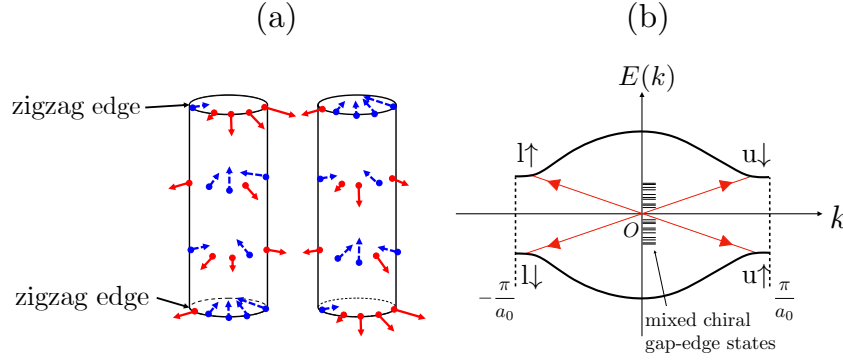 (a)
(b)
zigzag edge
zigzag edge
E(k)
l↑
u↓
O
k
l↓
u↑
−π/a₀
π/a₀
mixed chiral
gap-edge states